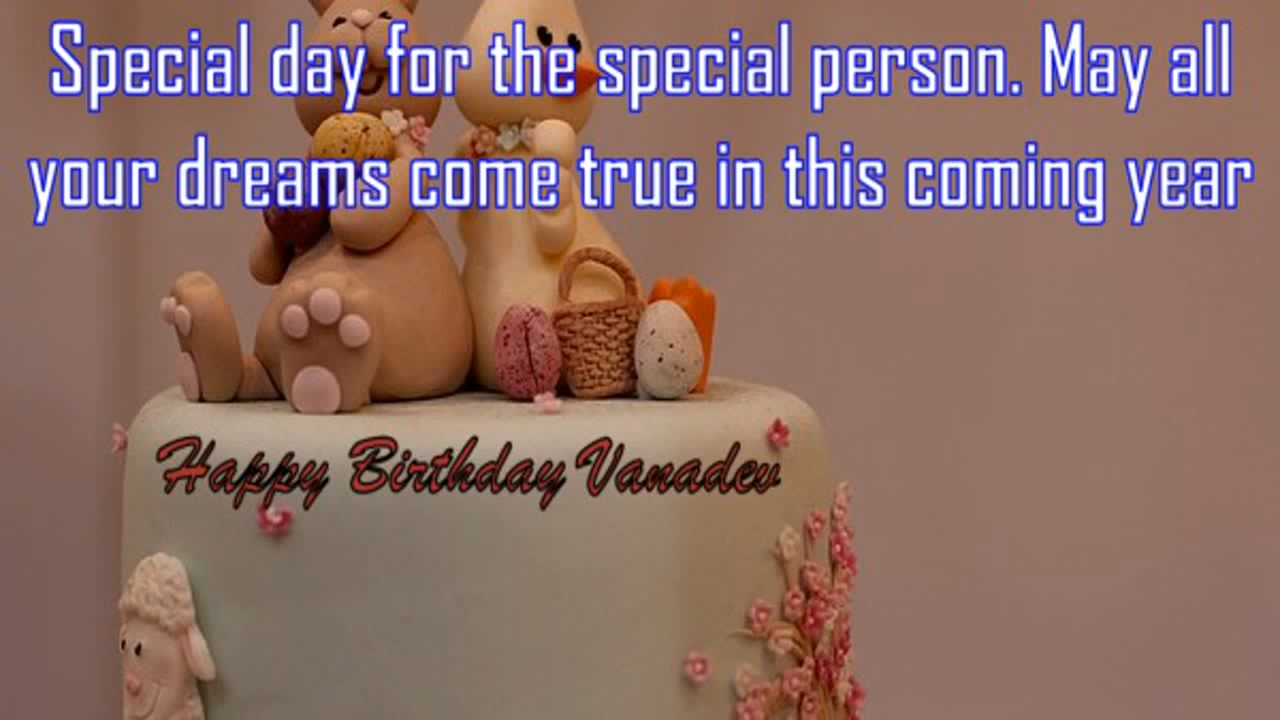 Special day for the special person. May all
your dreams come true in this coming year
Happy Birthday Vanadev